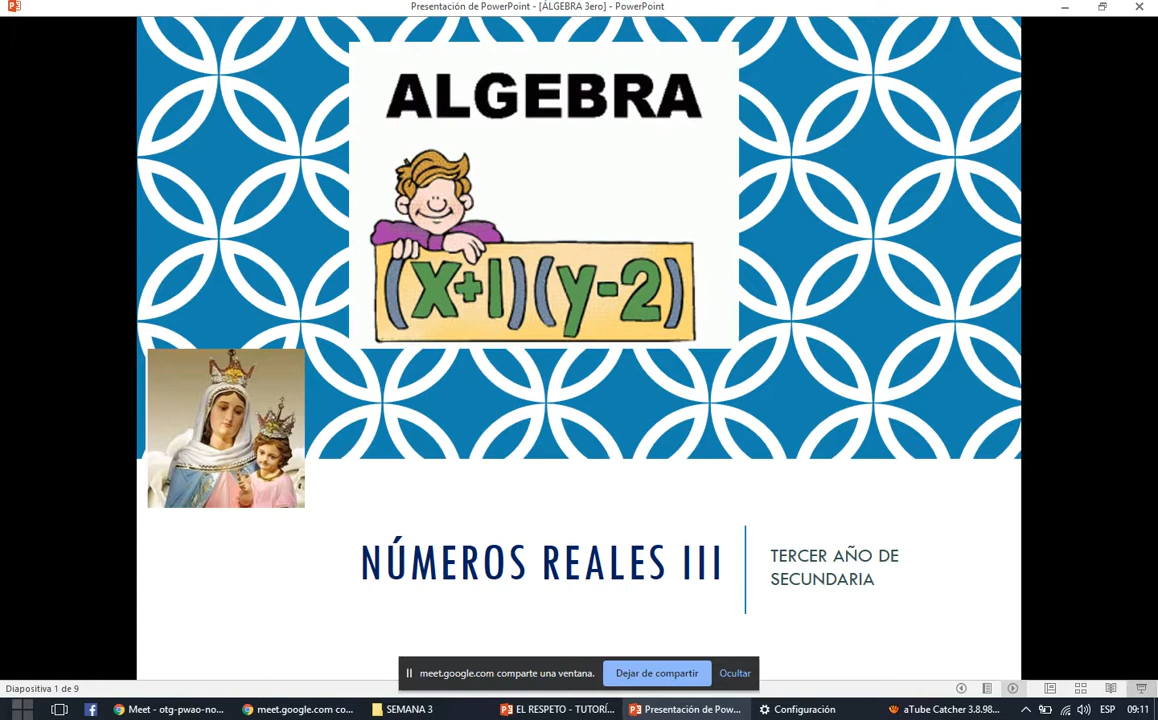 Presentación de PowerPoint - [ÁLGEBRA 3ero] - PowerPoint
ALGEBRA
(x+1)(y-2)
NÚMEROS REALES III
TERCER AÑO DE
SECUNDARIA
meet.google.com comparte una ventana.
Dejar de compartir
Ocultar
Diapositiva 1 de 9
Meet - otg-pwao-no...
meet.google.com co...
SEMANA 3
EL RESPETO - TUTORÍ...
Presentación de Pow...
Configuración
aTube Catcher 3.8.98...
ESP
09:11